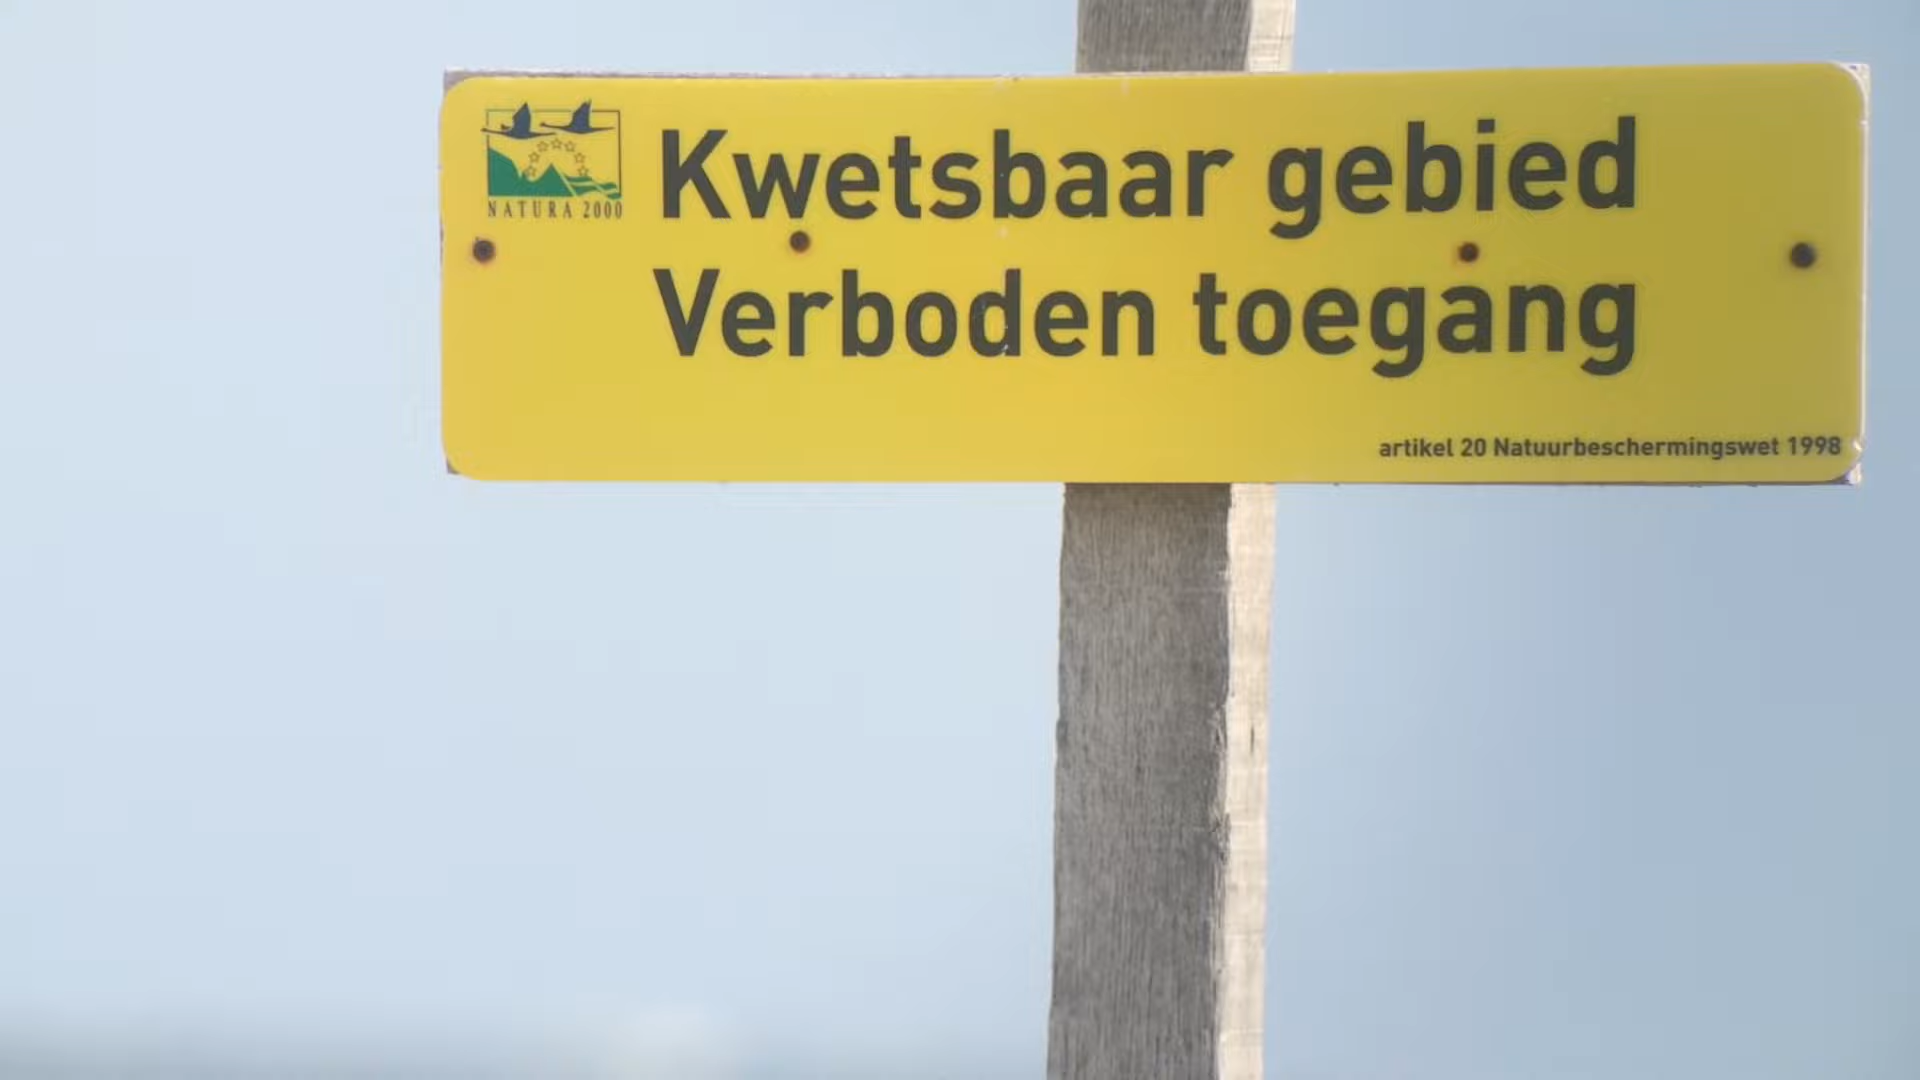 NATURA 2000
Kwetsbaar gebied
Verboden toegang
artikel 20 Natuurbeschermingswet 1998